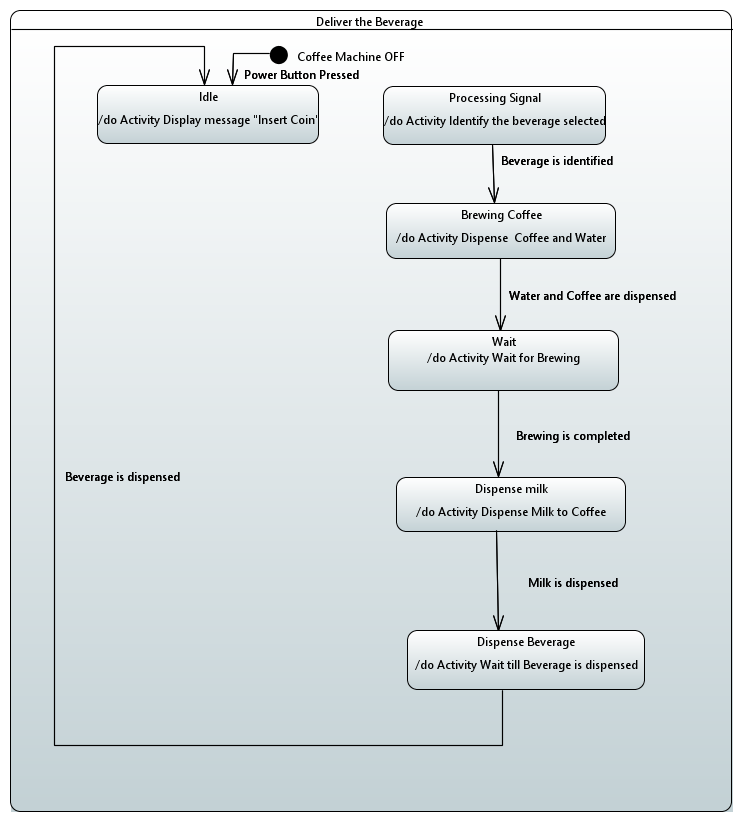 Deliver the Beverage
Coffee Machine OFF
Power Button Pressed
Idle
/do Activity Display message "Insert Coin"
Processing Signal
/do Activity Identify the beverage selected
Beverage is identified
Brewing Coffee
/do Activity Dispense  Coffee and Water
Water and Coffee are dispensed
Wait
/do Activity Wait for Brewing
Brewing is completed
Beverage is dispensed
Dispense milk
/do Activity Dispense Milk to Coffee
Milk is dispensed
Dispense Beverage
/do Activity Wait till Beverage is dispensed